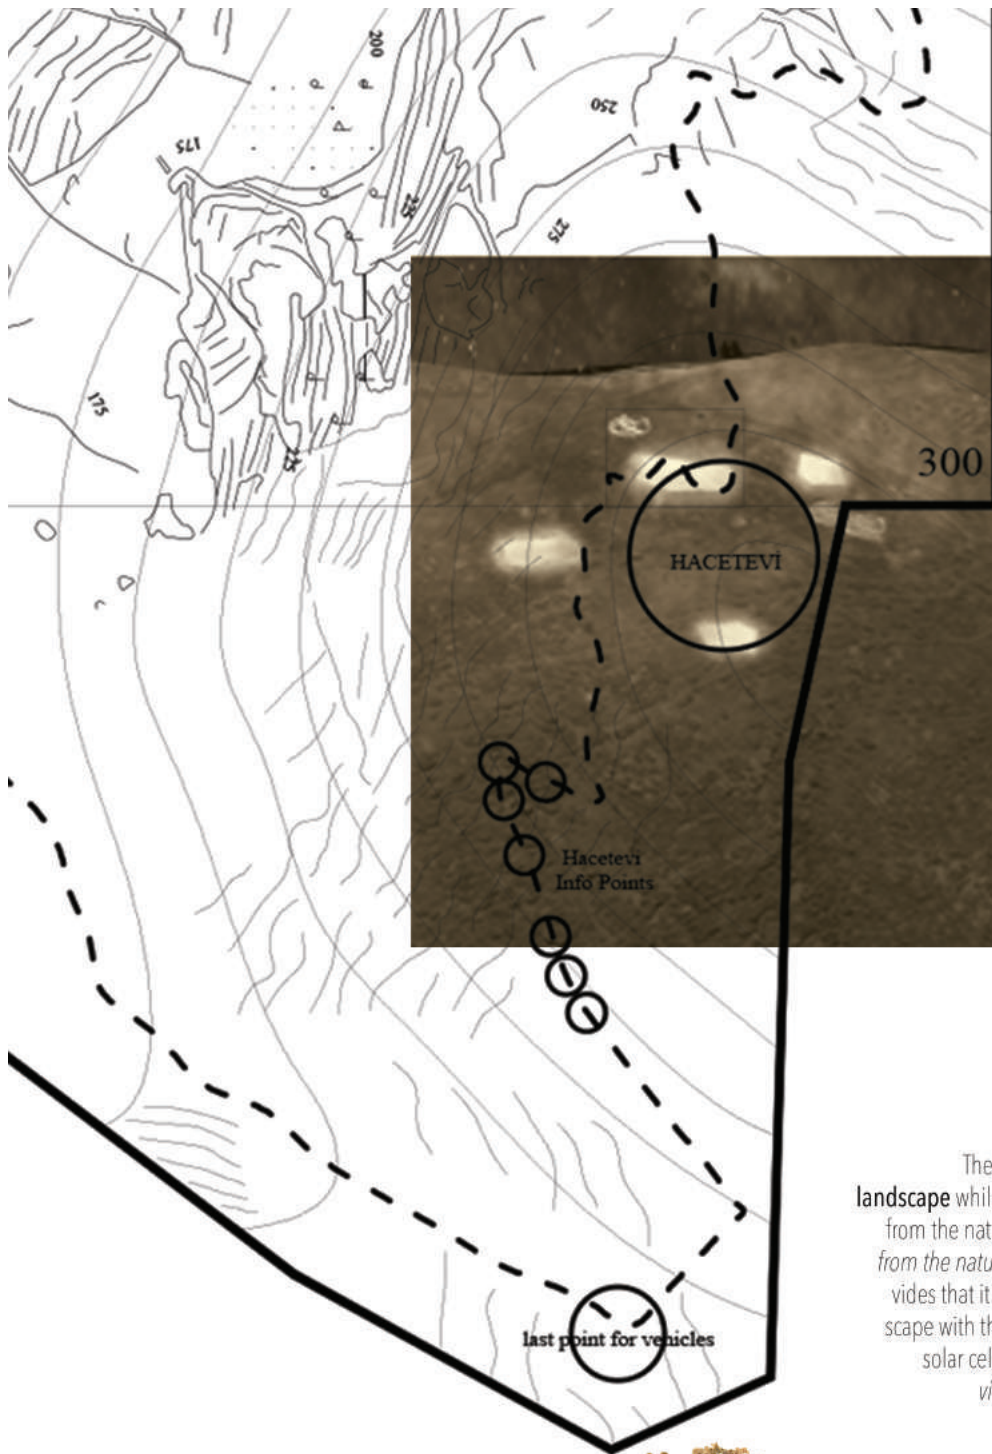 200
250
175
225
275
175
225
300
HACETEVİ
Hacetevi
Info Points
The
landscape whil
from the nat
from the natu
vides that it
scape with th
solar cel
vi
last point for vehicles